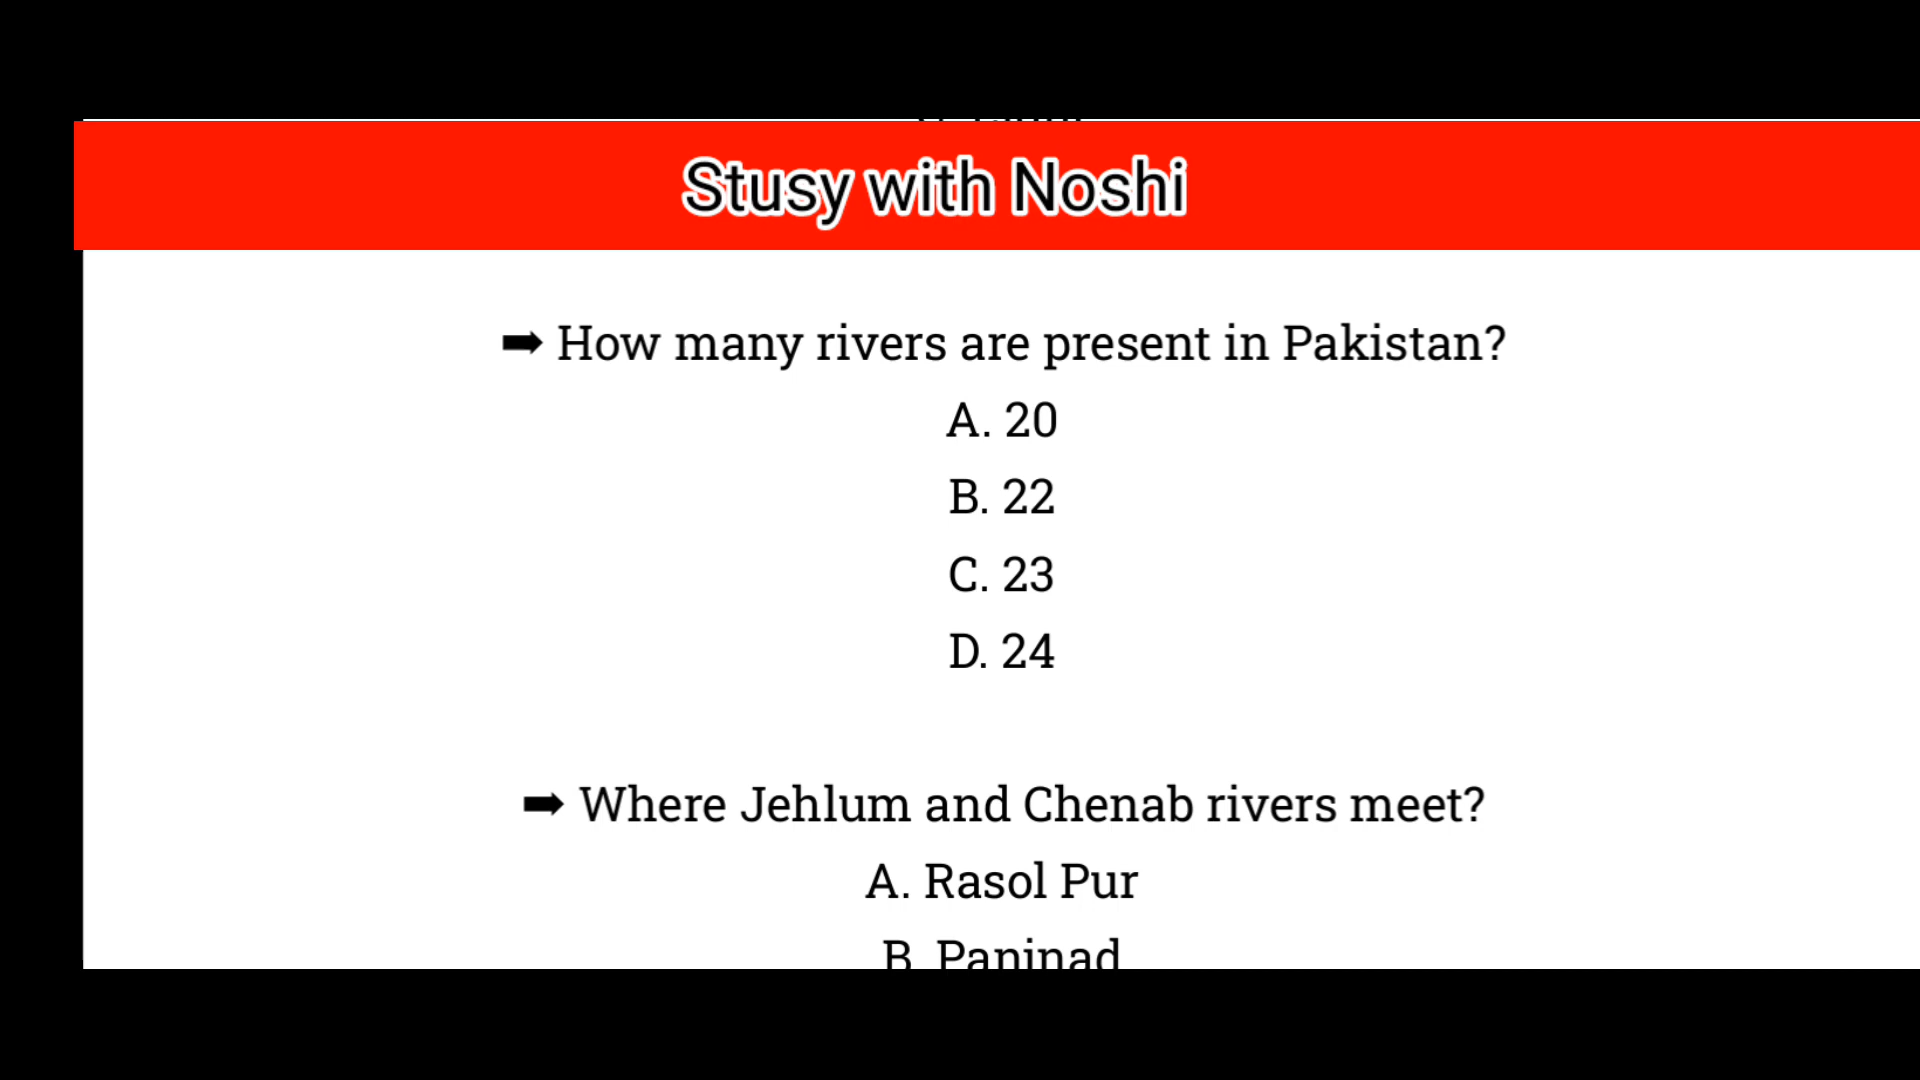 Stusy with Noshi
➡ How many rivers are present in Pakistan?
A. 20
B. 22
C. 23
D. 24
➡ Where Jehlum and Chenab rivers meet?
A. Rasol Pur
B. Paninad